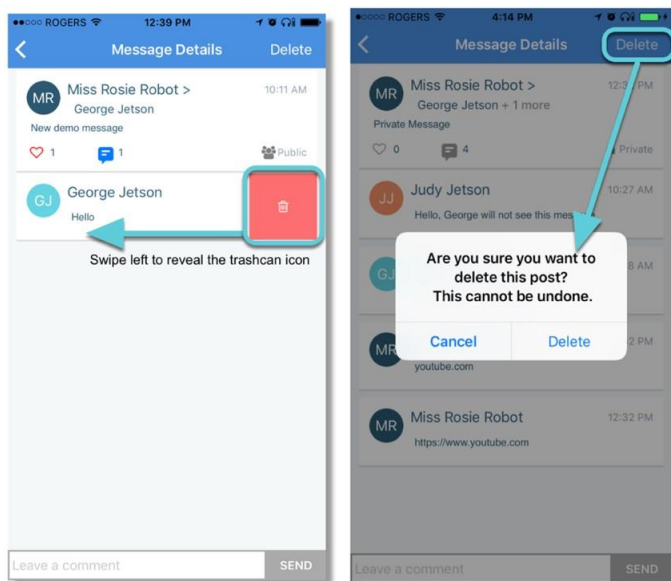 ROGERS 12:39 PM
Message Details Delete
MR Miss Rosie Robot > 10:11 AM
George Jetson
New demo message
1 1 Public
GJ George Jetson
Hello
Swipe left to reveal the trashcan icon
Leave a comment SEND
ROGERS 4:14 PM
Message Details Delete
MR Miss Rosie Robot > PM
George Jetson + 1 more
Private Message
0 4 Private
JJ Judy Jetson 10:27 AM
Hello, George will not see this
GJ 8 AM
Are you sure you want to
delete this post?
This cannot be undone.
Cancel Delete
MR 2 PM
youtube.com
MR Miss Rosie Robot 12:32 PM
https://www.youtube.com
Leave a comment SEND